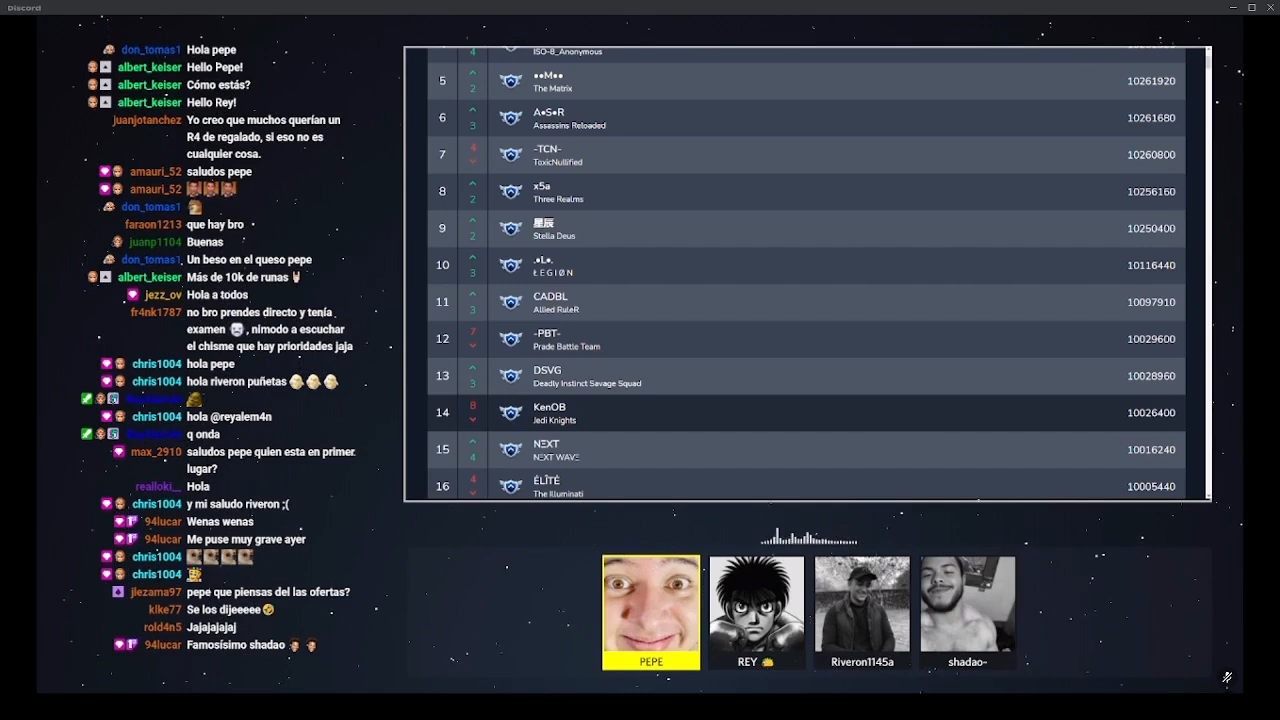 Discord
don_tomas1 Hola pepe
albert_keiser Hello Pepe!
albert_keiser Cómo estás?
albert_keiser Hello Rey!
juanjotanchez Yo creo que muchos querían un
R4 de regalado, si eso no es
cualquier cosa.
amauri_52 saludos pepe
amauri_52
don_tomas1
faraon1213 que hay bro
juanp1104 Buenas
don_tomas1 Un beso en el queso pepe
albert_keiser Más de 10k de runas 🤘
jezz_ov Hola a todos
fr4nk1787 no bro prendes directo y tenía
examen , nimodo a escuchar
el chisme que hay prioridades jaja
chris1004 hola pepe
chris1004 hola riveron puñetas
chris1004 hola @reyalem4n
q onda
max_2910 saludos pepe quien esta en primer
lugar?
realloki__ Hola
chris1004 y mi saludo riveron ;(
94lucar Wenas wenas
94lucar Me puse muy grave ayer
chris1004
chris1004
jlezama97 pepe que piensas del las ofertas?
klke77 Se los dijeeeee🤣
rold4n5 Jajajajajaj
94lucar Famosísimo shadao
4
ISO-8_Anonymous
5 2 ••M•• 10261920
The Matrix
6 3 A•S•R 10261680
Assassins Reloaded
7 4 -TCN- 10260800
ToxicNullified
8 2 x5a 10256160
Three Realms
9 2 星辰 10250400
Stella Deus
10 3 .•Ł•. 10116440
Ł E G I Ø N
11 3 CADBL 10097910
Allied RuleR
12 7 -PBT- 10029600
Prade Battle Team
13 3 DSVG 10028960
Deadly Instinct Savage Squad
14 8 KenOB 10026400
Jedi Knights
15 4 NΞXT 10016240
NΞXT WAVΞ
16 4 ÉLÎTÈ 10005440
The Illuminati
PEPE
REY 🌮
Riveron1145a
shadao-